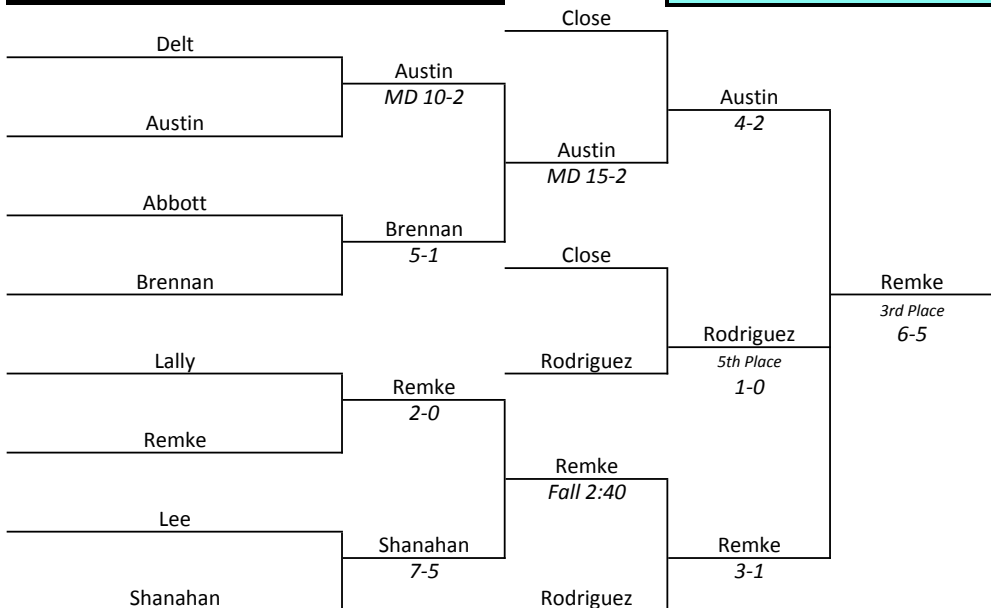 Close
Delt
Austin
MD 10-2
Austin
4-2
Austin
Austin
MD 15-2
Abbott
Brennan
5-1
Close
Brennan
Remke
3rd Place
6-5
Rodriguez
5th Place
1-0
Lally
Rodriguez
Remke
2-0
Remke
Remke
Fall 2:40
Lee
Shanahan
7-5
Remke
3-1
Shanahan
Rodriguez